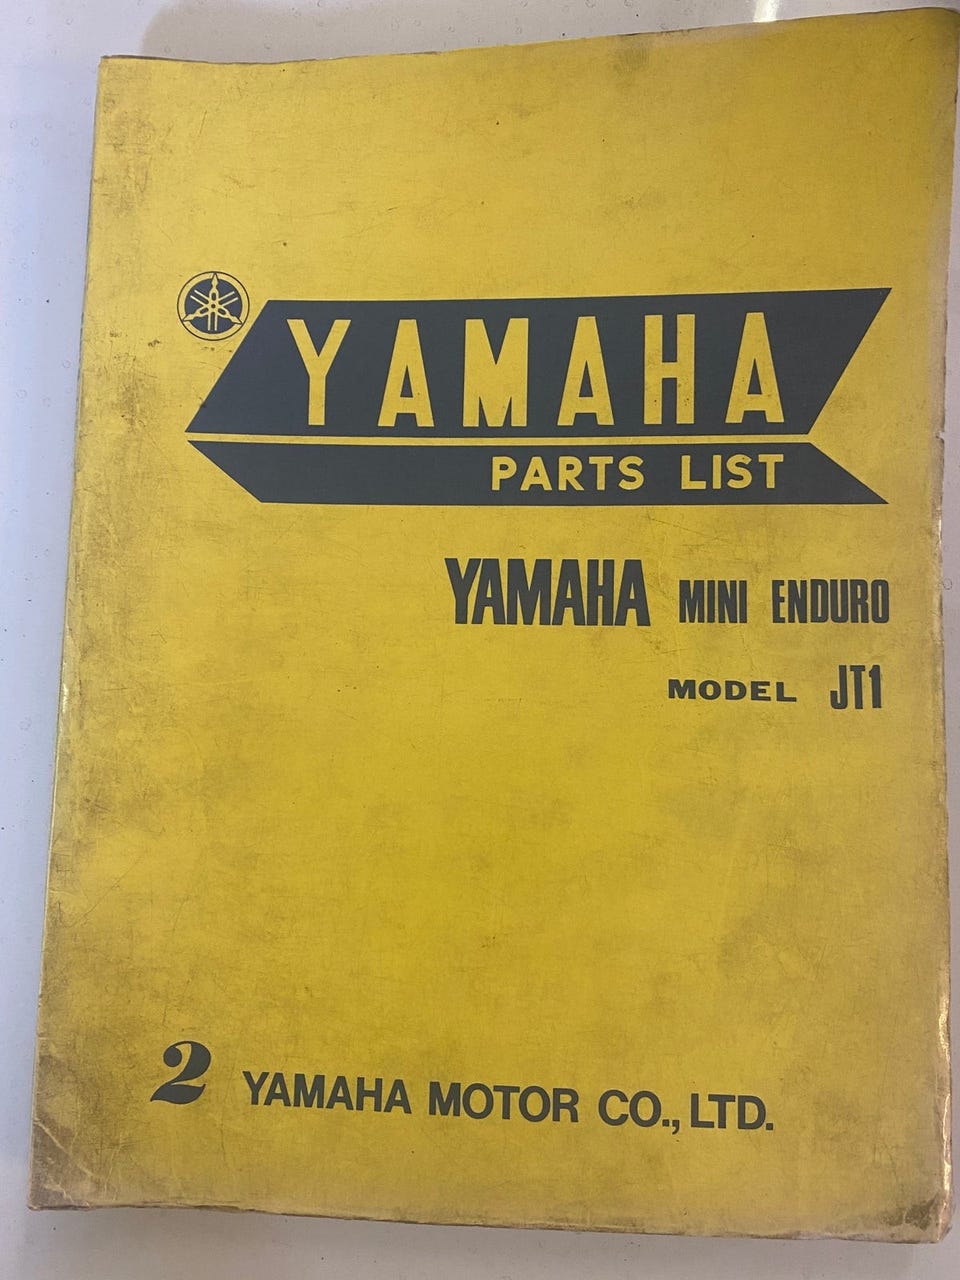 YAMAHA
PARTS LIST
YAMAHA MINI ENDURO
MODEL JT1
2 YAMAHA MOTOR CO., LTD.